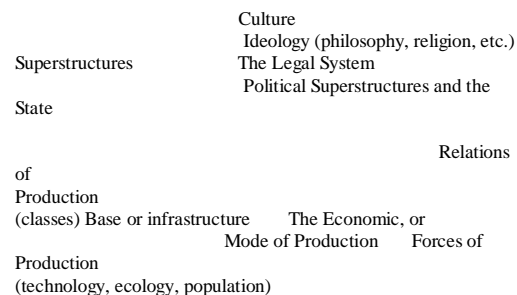 Culture
Ideology (philosophy, religion, etc.)
Superstructures The Legal System
Political Superstructures and the
State
Relations
of
Production
(classes) Base or infrastructure The Economic, or
Mode of Production Forces of
Production
(technology, ecology, population)